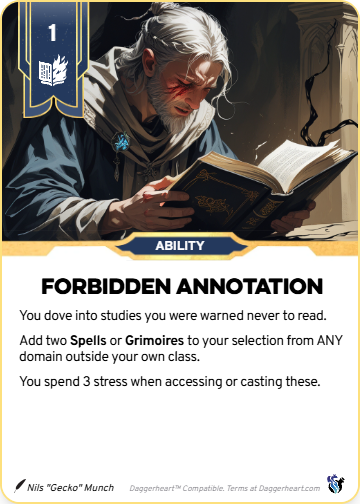 1
ABILITY
FORBIDDEN ANNOTATION
You dove into studies you were warned never to read.
Add two Spells or Grimoires to your selection from ANY
domain outside your own class.
You spend 3 stress when accessing or casting these.
Nils "Gecko" Munch
Daggerheart™ Compatible. Terms at Daggerheart.com